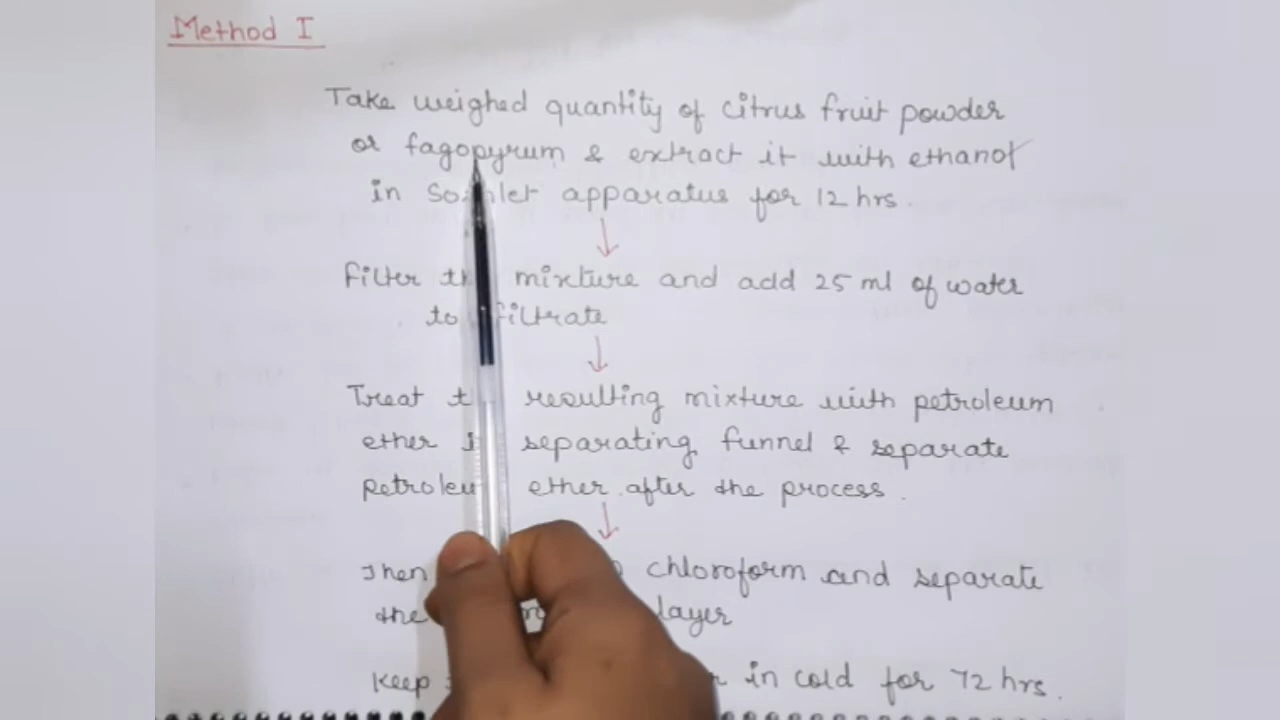 Method I
Take weighed quantity of citrus fruit powder
or fagopyrum & extract it with ethanol
in apparatus for 12 hrs.
Filter mixture and add 25 ml of water
to filtrate
Treat resulting mixture with petroleum
ether separating funnel & separate
ether after the process.
Then chloroform and separate
the layer
Keep in cold for 72 hrs.